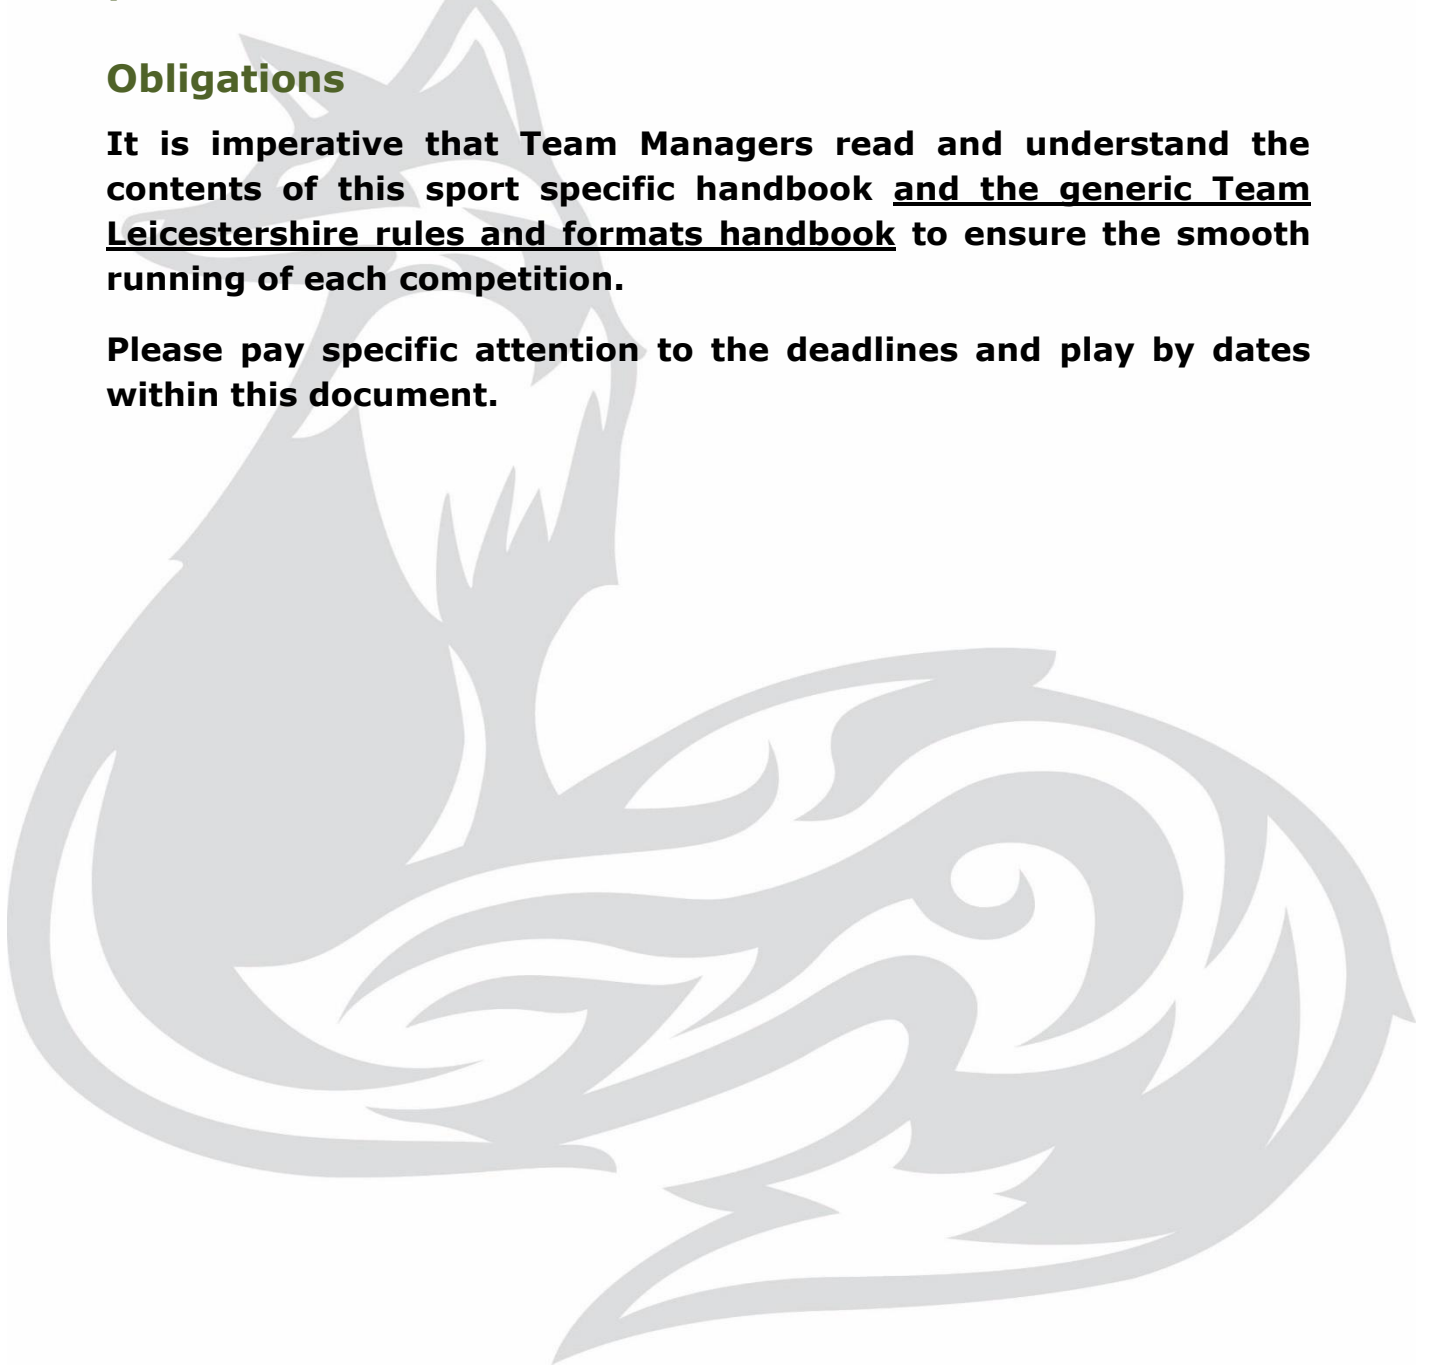 Obligations
It is imperative that Team Managers read and understand the
contents of this sport specific handbook and the generic Team
Leicestershire rules and formats handbook to ensure the smooth
running of each competition.
Please pay specific attention to the deadlines and play by dates
within this document.